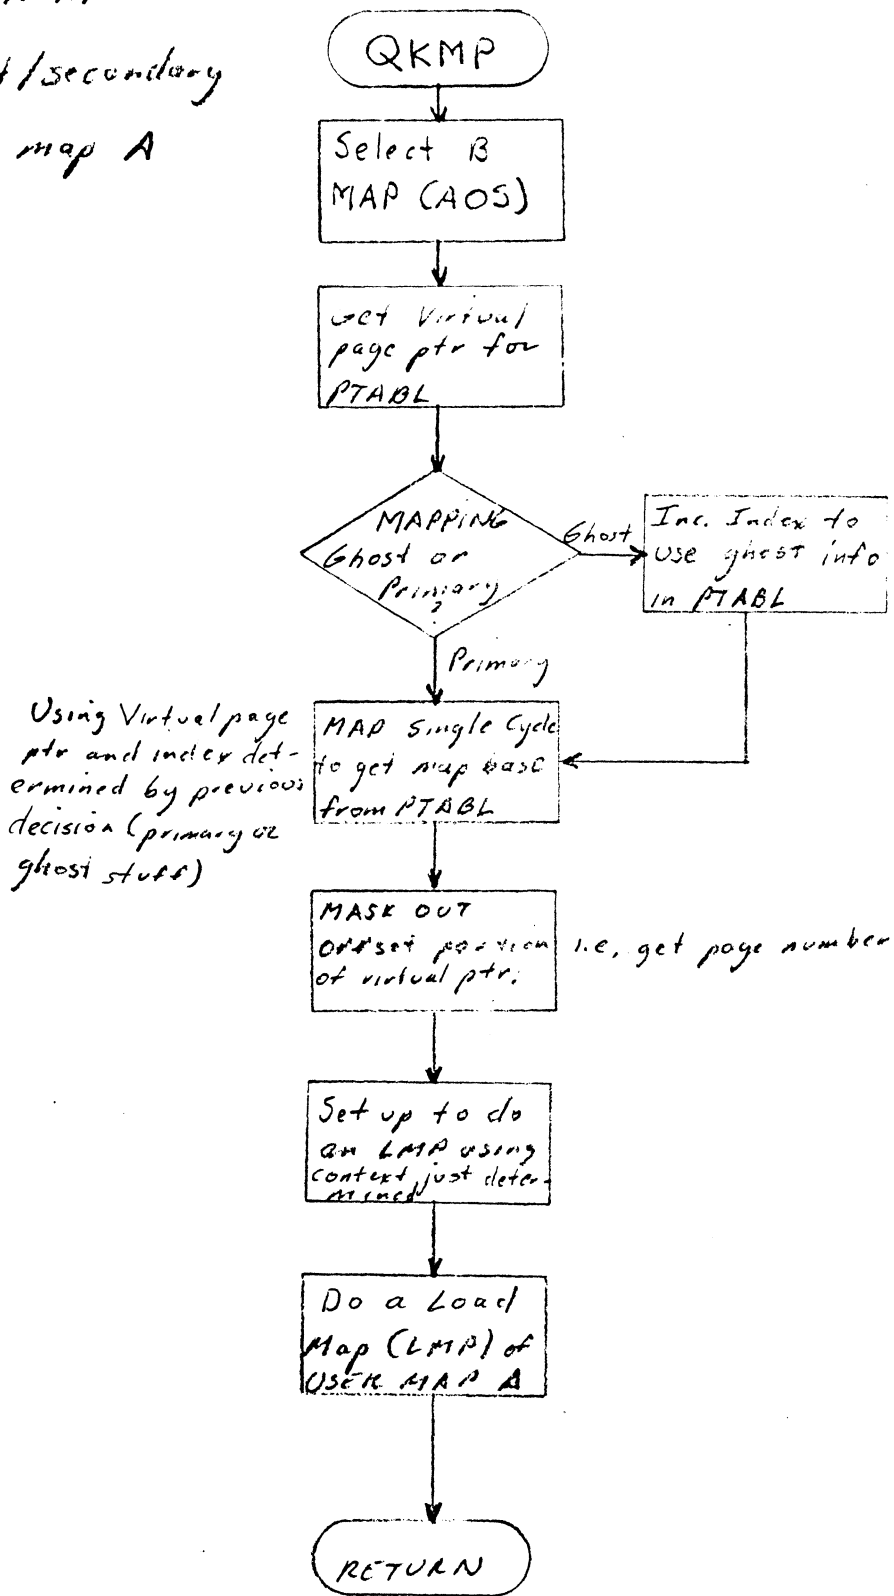 /secondary
map A
QKMP
Select B
MAP (AOS)
Get Virtual
page ptr for
PTABL
MAPPING
Ghost or
Primary
?
Ghost
Inc. Index to
use ghost info
in PTABL
Primary
Using Virtual page
ptr and index det-
ermined by previous
decision (primary or
ghost stuff)
MAP Single Cycle
to get map base
from PTABL
MASK OUT
OFFset portion
of virtual ptr.
i.e, get page number
Set up to do
an LMP using
context just deter-
mined
Do a Load
Map (LMP) of
USER MAP A
RETURN